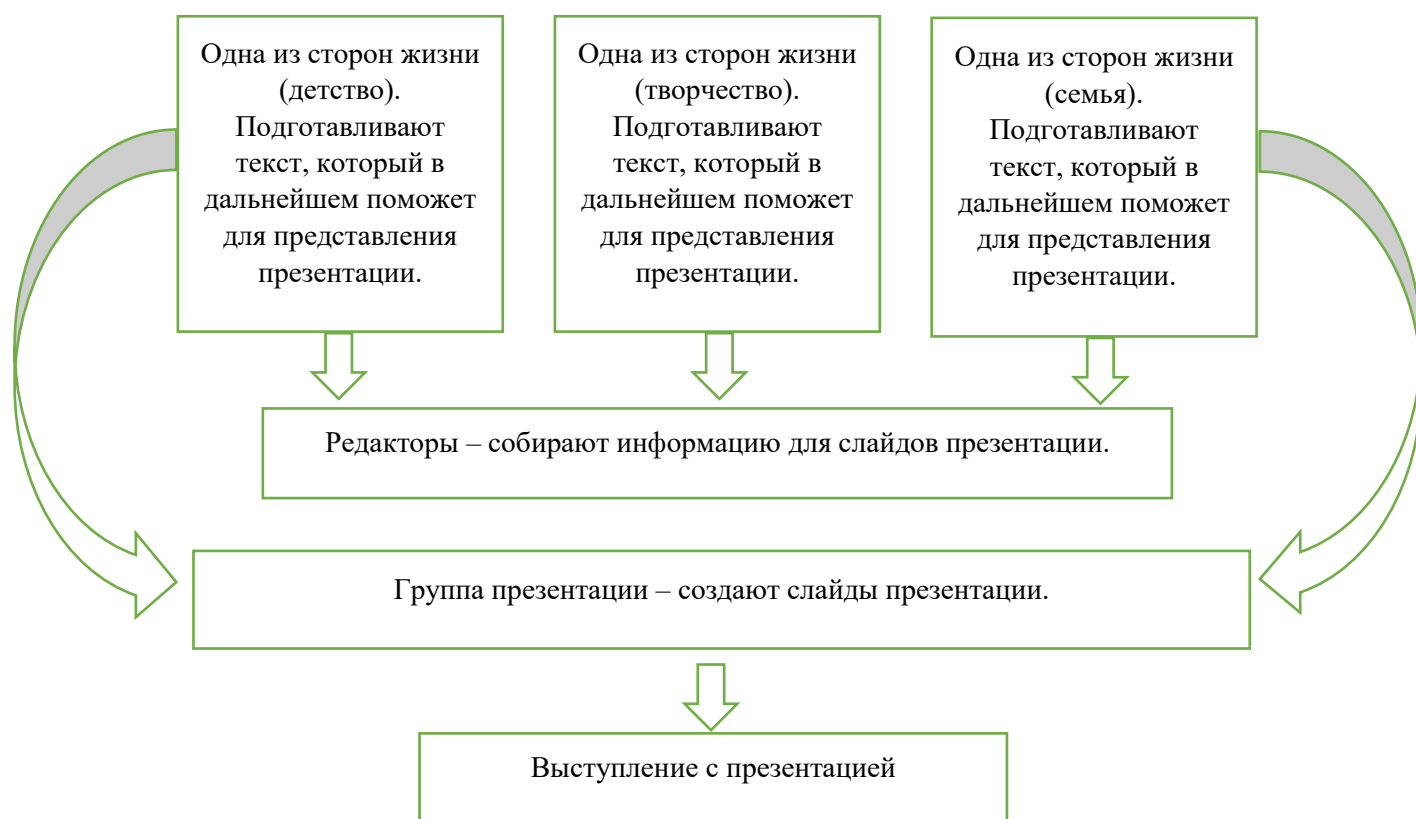 Одна из сторон жизни
(детство).
Подготавливают
текст, который в
дальнейшем поможет
для представления
презентации.
Одна из сторон жизни
(творчество).
Подготавливают
текст, который в
дальнейшем поможет
для представления
презентации.
Одна из сторон жизни
(семья).
Подготавливают
текст, который в
дальнейшем поможет
для представления
презентации.
Редакторы – собирают информацию для слайдов презентации.
Группа презентации – создают слайды презентации.
Выступление с презентацией